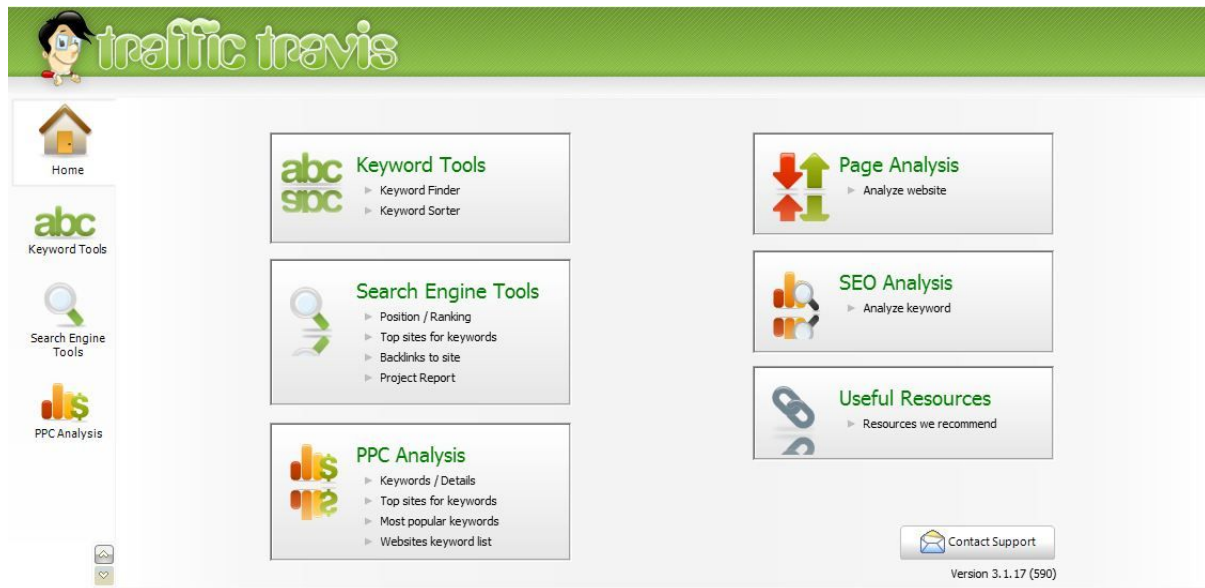 traffic travis
Home
Keyword Tools
Search Engine
Tools
PPC Analysis
Keyword Tools
Keyword Finder
Keyword Sorter
Search Engine Tools
Position / Ranking
Top sites for keywords
Backlinks to site
Project Report
PPC Analysis
Keywords / Details
Top sites for keywords
Most popular keywords
Websites keyword list
Page Analysis
Analyze website
SEO Analysis
Analyze keyword
Useful Resources
Resources we recommend
Contact Support
Version 3.1.17 (590)